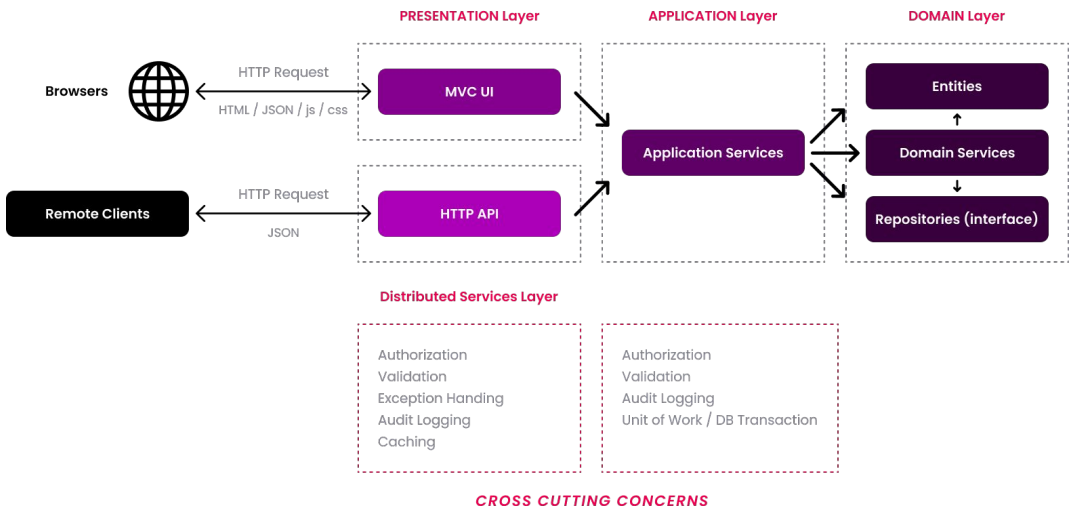 PRESENTATION Layer
APPLICATION Layer
DOMAIN Layer
Browsers
HTTP Request
HTML / JSON / js / css
MVC UI
Application Services
Entities
Domain Services
Repositories (interface)
Remote Clients
HTTP Request
JSON
HTTP API
Distributed Services Layer
Authorization
Validation
Exception Handing
Audit Logging
Caching
Authorization
Validation
Audit Logging
Unit of Work / DB Transaction
CROSS CUTTING CONCERNS